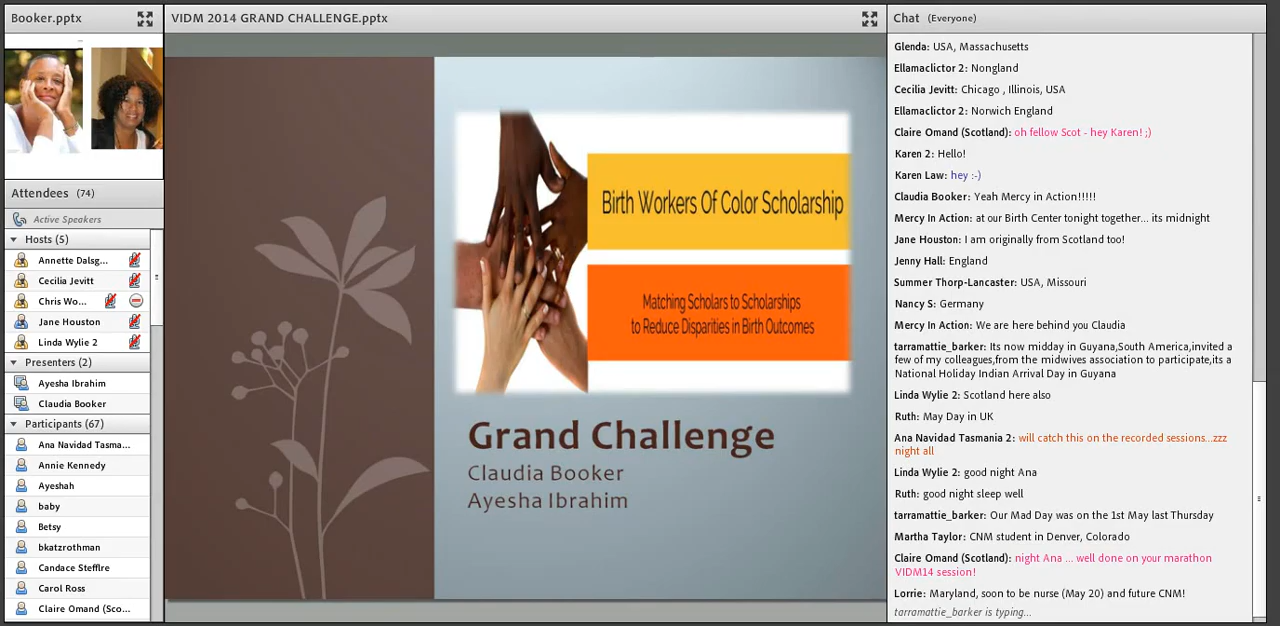 Booker.pptx
VIDM 2014 GRAND CHALLENGE.pptx
Chat (Everyone)
Attendees (74)
Active Speakers
Hosts (5)
Annette Dalsg...
Cecilia Jevitt
Chris Wo...
Jane Houston
Linda Wylie 2
Presenters (2)
Ayesha Ibrahim
Claudia Booker
Participants (67)
Ana Navidad Tasma...
Annie Kennedy
Ayeshah
baby
Betsy
bkatzrothman
Candace Stefflre
Carol Ross
Claire Omand (Sco...
Birth Workers Of Color Scholarship
Matching Scholars to Scholarships
to Reduce Disparities in Birth Outcomes
Grand Challenge
Claudia Booker
Ayesha Ibrahim
Glenda: USA, Massachusetts
Ellamaclictor 2: Nongland
Cecilia Jevitt: Chicago , Illinois, USA
Ellamaclictor 2: Norwich England
Claire Omand (Scotland): oh fellow Scot - hey Karen! ;)
Karen 2: Hello!
Karen Law: hey :-)
Claudia Booker: Yeah Mercy in Action!!!!!
Mercy In Action: at our Birth Center tonight together... its midnight
Jane Houston: I am originally from Scotland too!
Jenny Hall: England
Summer Thorp-Lancaster: USA, Missouri
Nancy S: Germany
Mercy In Action: We are here behind you Claudia
tarramattie_barker: Its now midday in Guyana,South America,invited a
few of my colleagues,from the midwives association to participate,its a
National Holiday Indian Arrival Day in Guyana
Linda Wylie 2: Scotland here also
Ruth: May Day in UK
Ana Navidad Tasmania 2: will catch this on the recorded sessions...zzz
night all
Linda Wylie 2: good night Ana
Ruth: good night sleep well
tarramattie_barker: Our Mad Day was on the 1st May last Thursday
Martha Taylor: CNM student in Denver, Colorado
Claire Omand (Scotland): night Ana ... well done on your marathon
VIDM14 session!
Lorrie: Maryland, soon to be nurse (May 20) and future CNM!
tarramattie_barker is typing...